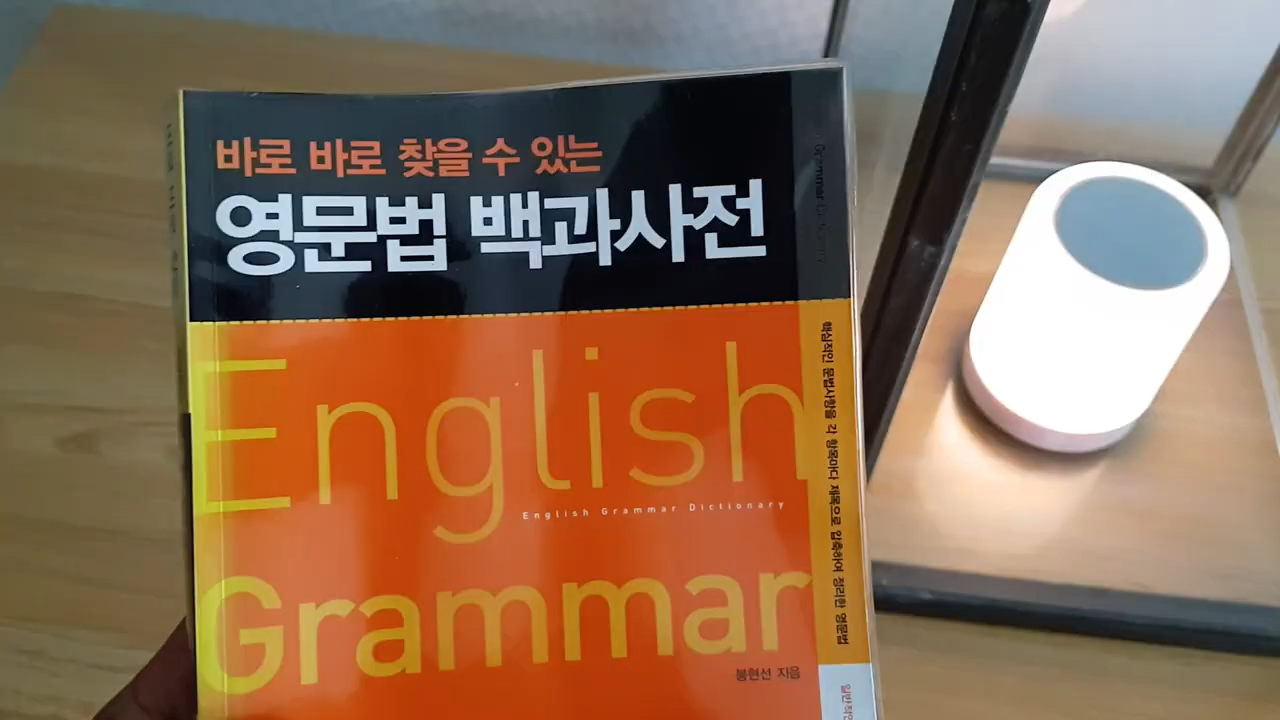 바로 바로 찾을 수 있는
영문법 백과사전
English
English Grammar Dictionary
Grammar
봉현선 지음
Grammar
핵심적인 문법사항을 각 항목마다 제목으로 압축하여 정리한 영문법